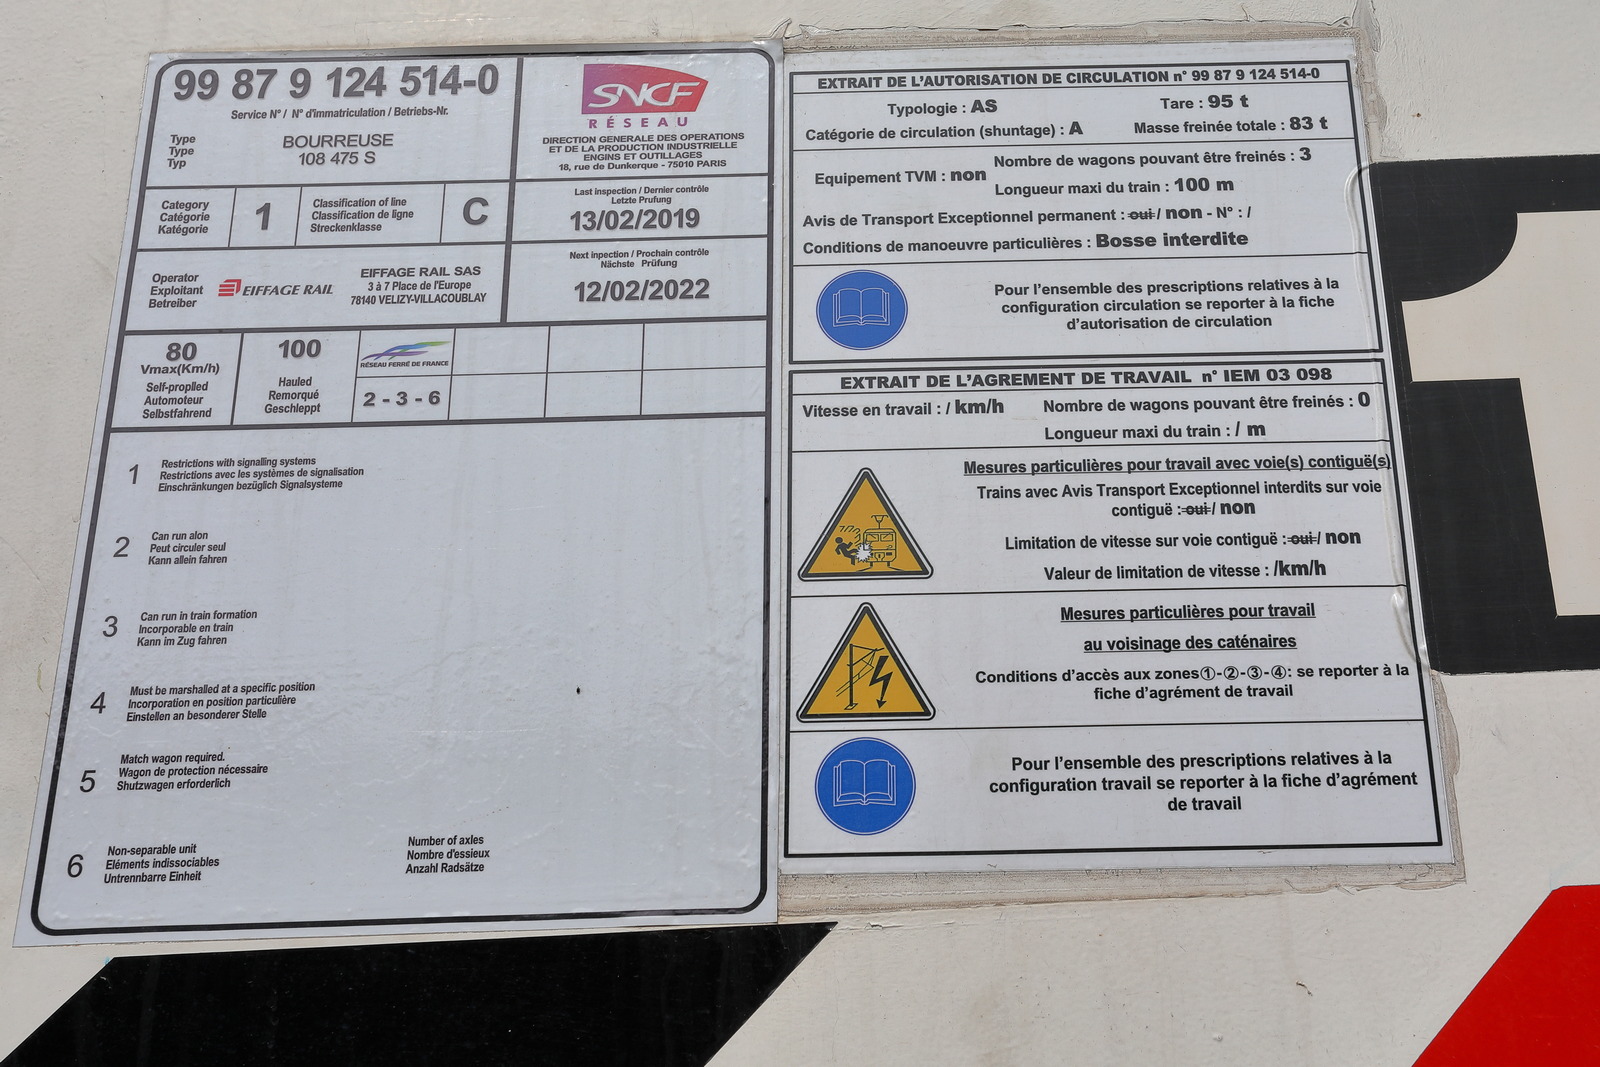 99 87 9 124 514-0
Service N° / N° d'immatriculation / Betriebs-Nr.
Type
Type
Typ
BOURREUSE
108 475 S
SNCF
RÉSEAU
DIRECTION GENERALE DES OPERATIONS
ET DE LA PRODUCTION INDUSTRIELLE
ENGINS ET OUTILLAGES
18, rue de Dunkerque - 75010 PARIS
Category
Catégorie
Katégorie
1
Classification of line
Classification de ligne
Streckenklasse
C
Last inspection / Dernier contrôle
Letzte Prufung
13/02/2019
Operator
Exploitant
Betreiber
EIFFAGE RAIL
EIFFAGE RAIL SAS
3 à 7 Place de l'Europe
78140 VELIZY-VILLACOUBLAY
Next inpection / Prochain contrôle
Nächste Prüfung
12/02/2022
80
Vmax(Km/h)
Self-proplled
Automoteur
Selbstfahrend
100
Hauled
Remorqué
Geschleppt
RÉSEAU FERRÉ DE FRANCE
2 - 3 - 6
1
Restrictions with signalling systems
Restrictions avec les systèmes de signalisation
Einschränkungen bezüglich Signalsysteme
2
Can run alon
Peut circuler seul
Kann allein fahren
3
Can run in train formation
Incorporable en train
Kann im Zug fahren
4
Must be marshalled at a specific position
Incorporation en position particulière
Einstellen an besonderer Stelle
5
Match wagon required.
Wagon de protection nécessaire
Shutzwagen erforderlich
6
Non-separable unit
Eléments indissociables
Untrennbarre Einheit
Number of axles
Nombre d'essieux
Anzahl Radsätze
EXTRAIT DE L'AUTORISATION DE CIRCULATION n° 99 87 9 124 514-0
Typologie : AS
Tare : 95 t
Catégorie de circulation (shuntage) : A
Masse freinée totale : 83 t
Equipement TVM : non
Nombre de wagons pouvant être freinés : 3
Longueur maxi du train : 100 m
Avis de Transport Exceptionnel permanent : oui / non - N° : /
Conditions de manoeuvre particulières : Bosse interdite
Pour l'ensemble des prescriptions relatives à la
configuration circulation se reporter à la fiche
d'autorisation de circulation
EXTRAIT DE L'AGREMENT DE TRAVAIL n° IEM 03 098
Vitesse en travail : / km/h
Nombre de wagons pouvant être freinés : 0
Longueur maxi du train : / m
Mesures particulières pour travail avec voie(s) contiguë(s)
Trains avec Avis Transport Exceptionnel interdits sur voie
contiguë : oui / non
Limitation de vitesse sur voie contiguë : oui / non
Valeur de limitation de vitesse : /km/h
Mesures particulières pour travail
au voisinage des caténaires
Conditions d'accès aux zones①-②-③-④: se reporter à la
fiche d'agrément de travail
Pour l'ensemble des prescriptions relatives à la
configuration travail se reporter à la fiche d'agrément
de travail